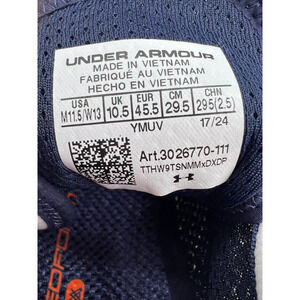 UNDER ARMOUR
MADE IN VIETNAM
FABRIQUÉ AU VIETNAM
HECHO EN VIETNAM
USA UK EUR CM CHN
M11.5/W13 10.5 45.5 29.5 295(2.5)
YMUV 17/24
Art.3026770-111
TTHW9TSNMMxDXDP